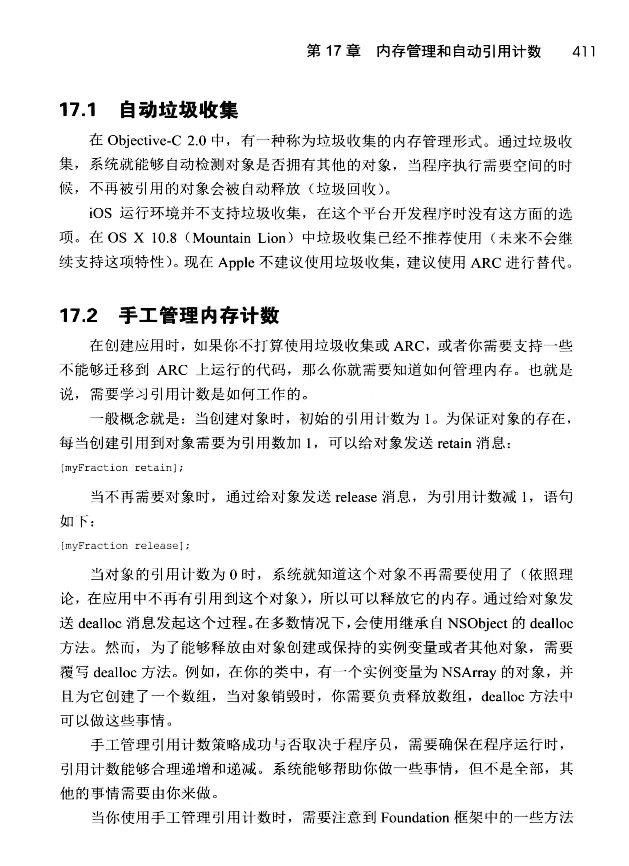 第 17 章 内存管理和自动引用计数 411
17.1 自动垃圾收集
在 Objective-C 2.0 中，有一种称为垃圾收集的内存管理形式。通过垃圾收
集，系统就能够自动检测对象是否拥有其他的对象，当程序执行需要空间的时
候，不再被引用的对象会被自动释放（垃圾回收）。
iOS 运行环境并不支持垃圾收集，在这个平台开发程序时没有这方面的选
项。在 OS X 10.8（Mountain Lion）中垃圾收集已经不推荐使用（未来不会继
续支持这项特性）。现在 Apple 不建议使用垃圾收集，建议使用 ARC 进行替代。
17.2 手工管理内存计数
在创建应用时，如果你不打算使用垃圾收集或 ARC，或者你需要支持一些
不能够迁移到 ARC 上运行的代码，那么你就需要知道如何管理内存。也就是
说，需要学习引用计数是如何工作的。
一般概念就是：当创建对象时，初始的引用计数为 1。为保证对象的存在，
每当创建引用到对象需要为引用数加 1，可以给对象发送 retain 消息：
[myFraction retain];
当不再需要对象时，通过给对象发送 release 消息，为引用计数减 1，语句
如下：
[myFraction release];
当对象的引用计数为 0 时，系统就知道这个对象不再需要使用了（依照理
论，在应用中不再有引用到这个对象），所以可以释放它的内存。通过给对象发
送 dealloc 消息发起这个过程。在多数情况下，会使用继承自 NSObject 的 dealloc
方法。然而，为了能够释放由对象创建或保持的实例变量或者其他对象，需要
覆写 dealloc 方法。例如，在你的类中，有一个实例变量为 NSArray 的对象，并
且为它创建了一个数组，当对象销毁时，你需要负责释放数组，dealloc 方法中
可以做这些事情。
手工管理引用计数策略成功与否取决于程序员，需要确保在程序运行时，
引用计数能够合理递增和递减。系统能够帮助你做一些事情，但不是全部，其
他的事情需要由你来做。
当你使用手工管理引用计数时，需要注意到 Foundation 框架中的一些方法